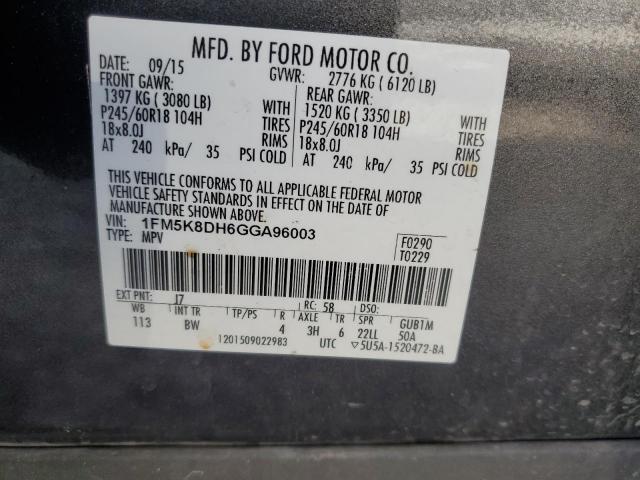 MFD. BY FORD MOTOR CO.
DATE: 09/15 GVWR: 2776 KG ( 6120 LB)
FRONT GAWR: REAR GAWR:
1397 KG ( 3080 LB) WITH 1520 KG ( 3350 LB) WITH
P245/60R18 104H TIRES P245/60R18 104H TIRES
18x8.0J RIMS 18x8.0J RIMS
AT 240 kPa/ 35 PSI COLD AT 240 kPa/ 35 PSI COLD
THIS VEHICLE CONFORMS TO ALL APPLICABLE FEDERAL MOTOR
VEHICLE SAFETY STANDARDS IN EFFECT ON THE DATE OF
MANUFACTURE SHOWN ABOVE.
VIN: 1FM5K8DH6GGA96003 F0290
TYPE: MPV T0229
EXT PNT: J7 RC: 58 DSO:
WB INT TR TP/PS R AXLE TR SPR GUB1M
113 BW 4 3H 6 22LL 50A
1201509022983 UTC ▽5U5A-1520472-BA